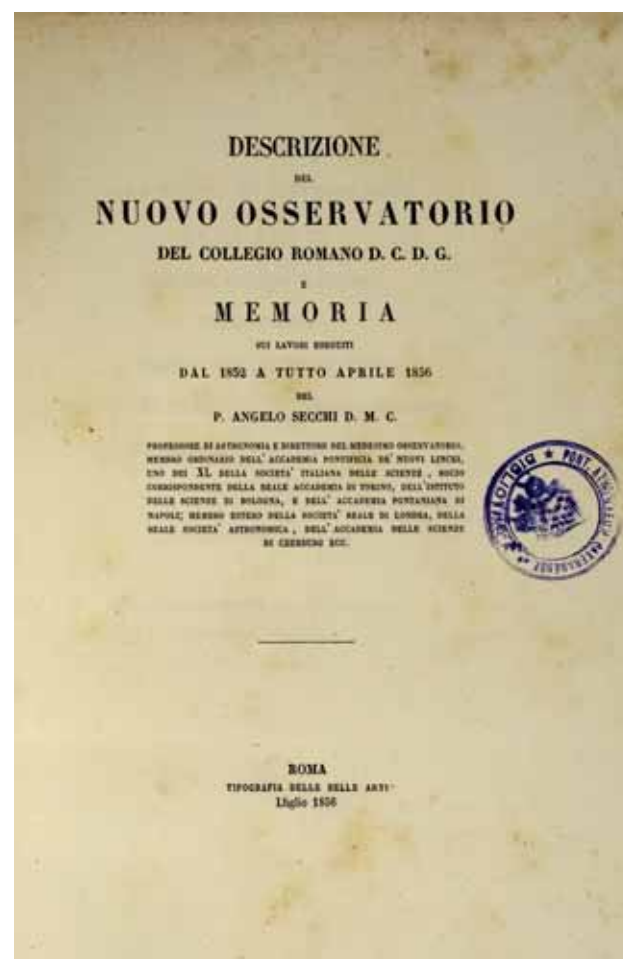 DESCRIZIONE
DEL
NUOVO OSSERVATORIO
DEL COLLEGIO ROMANO D. C. D. G.
E
MEMORIA
SUI LAVORI ESEGUITI
DAL 1852 A TUTTO APRILE 1856
DEL
P. ANGELO SECCHI D. M. C.
PROFESSORE DI ASTRONOMIA E DIRETTORE DEL MEDESIMO OSSERVATORIO,
MEMBRO ORDINARIO DELL' ACCADEMIA PONTIFICIA DE' NUOVI LINCEI,
UNO DEI XL DELLA SOCIETA' ITALIANA DELLE SCIENZE, SOCIO
CORRISPONDENTE DELLA REALE ACCADEMIA DI TORINO, DELL'ISTITUTO
DELLE SCIENZE DI BOLOGNA, E DELL' ACCADEMIA PONTANIANA DI
NAPOLI; MEMBRO ESTERO DELLA SOCIETA' REALE DI LONDRA, DELLA
REALE SOCIETA' ASTRONOMICA, DELL'ACCADEMIA DELLE SCIENZE
DI CHERBURG ECC.
ROMA
TIPOGRAFIA DELLE BELLE ARTI
Luglio 1856